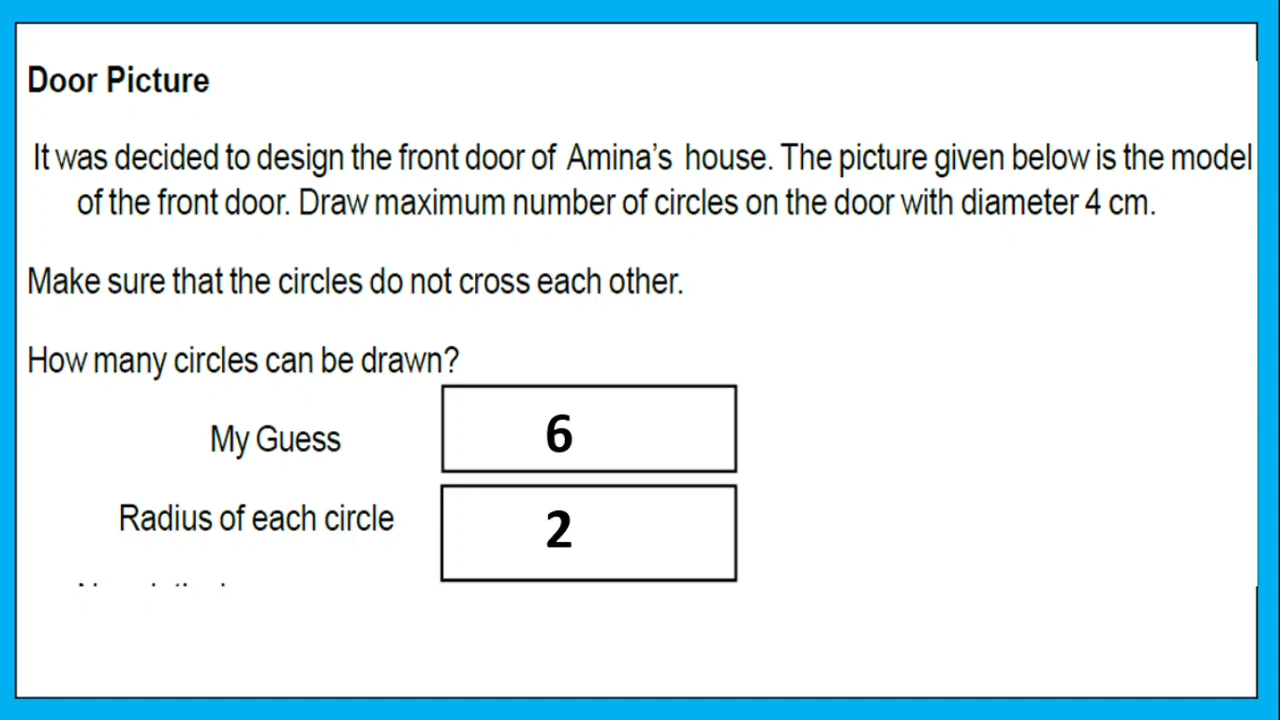 Door Picture
It was decided to design the front door of Amina's house. The picture given below is the model
of the front door. Draw maximum number of circles on the door with diameter 4 cm.
Make sure that the circles do not cross each other.
How many circles can be drawn?
My Guess 6
Radius of each circle 2